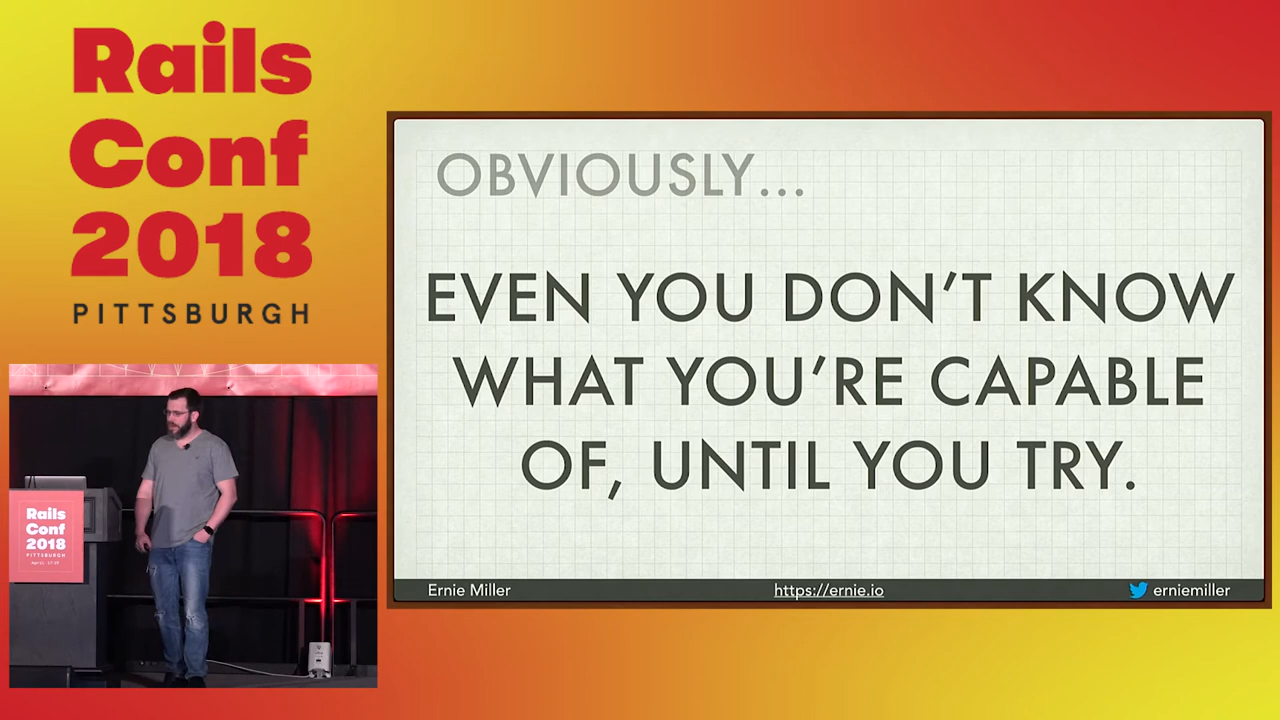 Rails
Conf
2018
PITTSBURGH
OBVIOUSLY...
EVEN YOU DON'T KNOW
WHAT YOU'RE CAPABLE
OF, UNTIL YOU TRY.
Ernie Miller
https://ernie.io
erniemiller
Rails
Conf
2018
PITTSBURGH